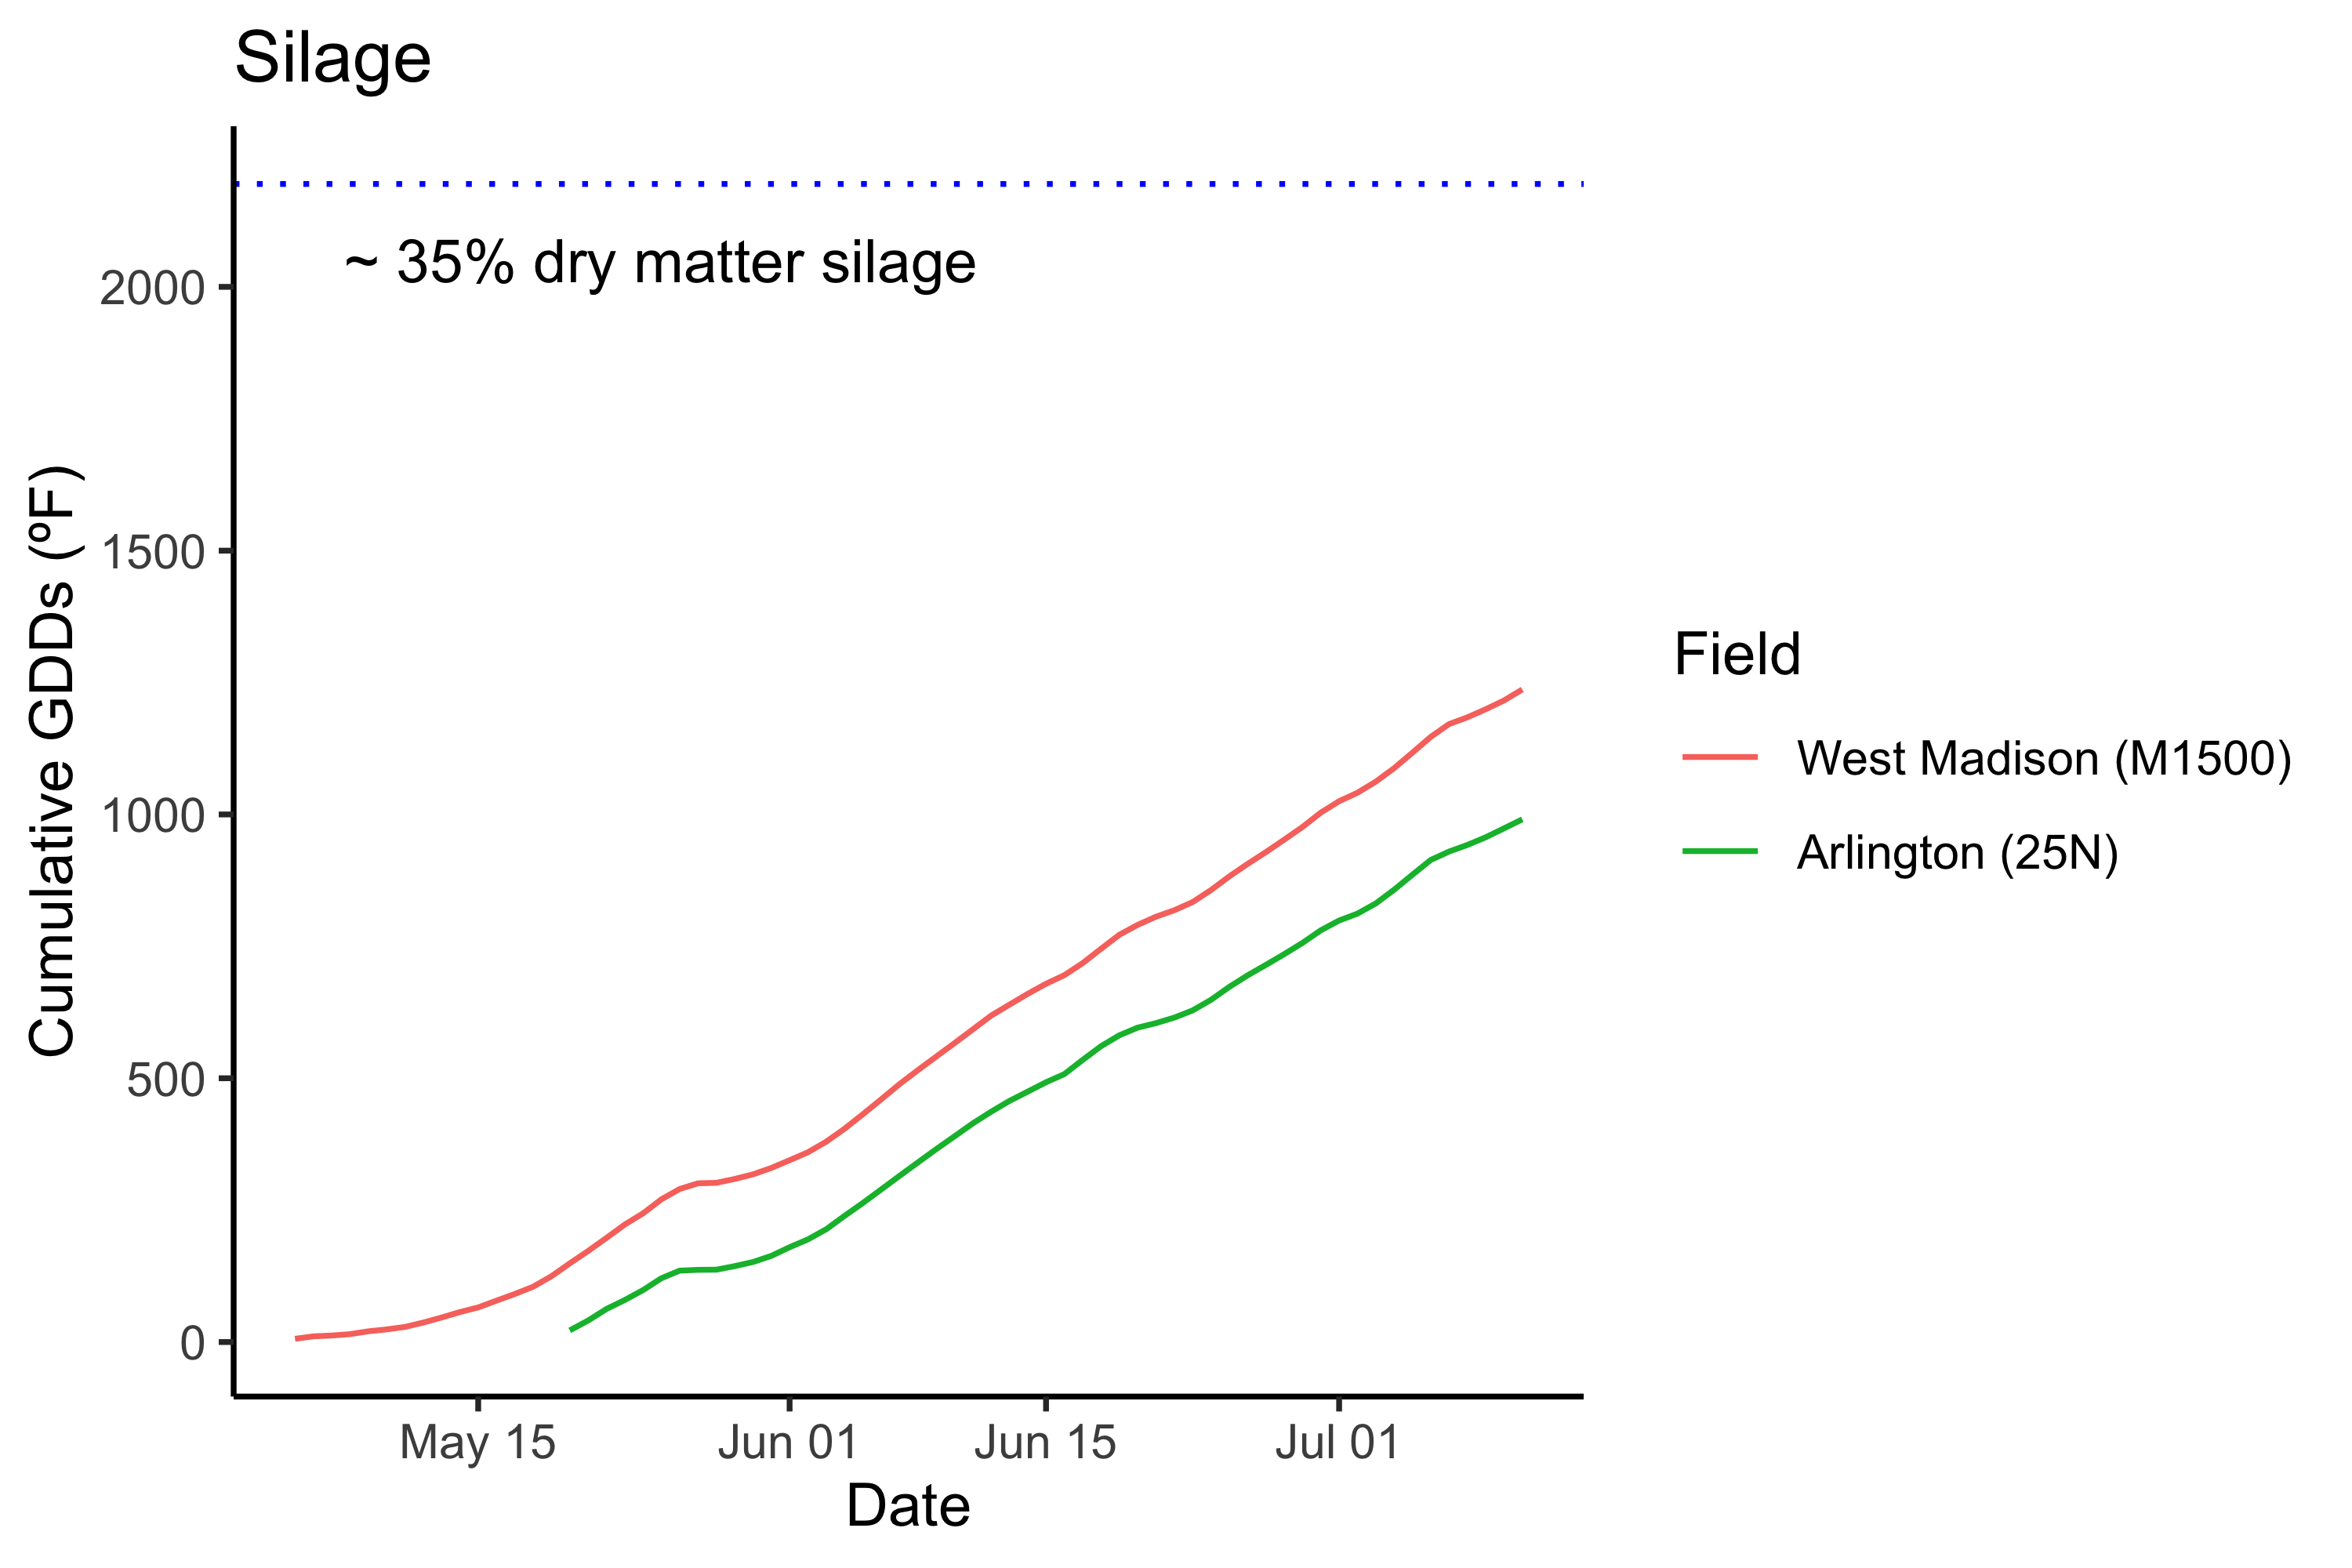 Silage
~ 35% dry matter silage
2000
1500
1000
500
0
Cumulative GDDs (ºF)
May 15
Jun 01
Jun 15
Jul 01
Date
Field
West Madison (M1500)
Arlington (25N)